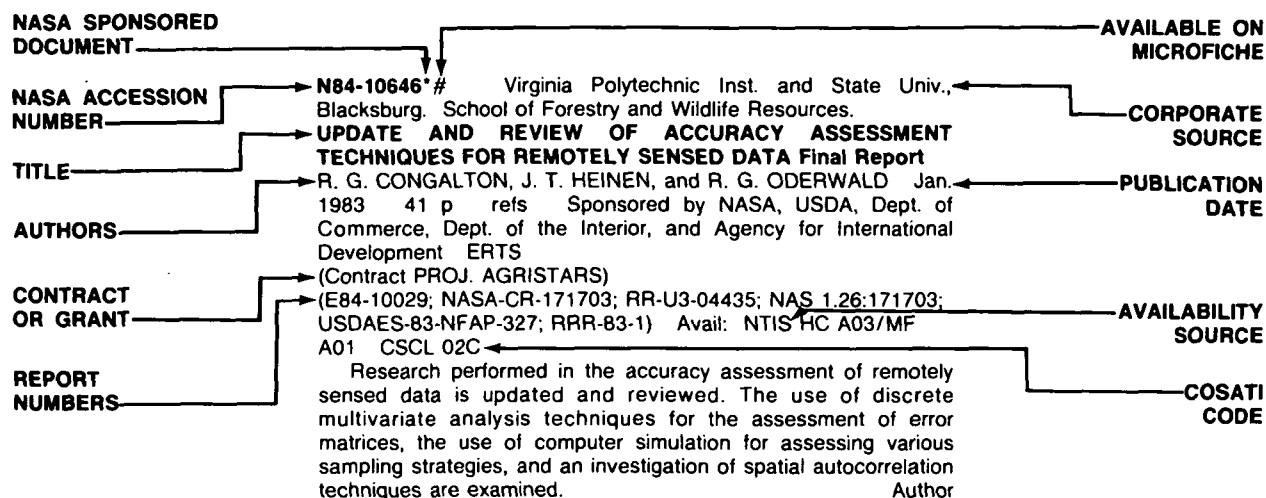 NASA SPONSORED
DOCUMENT
AVAILABLE ON
MICROFICHE
NASA ACCESSION
NUMBER
N84-10646*# Virginia Polytechnic Inst. and State Univ.,
Blacksburg. School of Forestry and Wildlife Resources.
CORPORATE
SOURCE
TITLE
UPDATE AND REVIEW OF ACCURACY ASSESSMENT
TECHNIQUES FOR REMOTELY SENSED DATA Final Report
AUTHORS
R. G. CONGALTON, J. T. HEINEN, and R. G. ODERWALD Jan.
1983 41 p refs Sponsored by NASA, USDA, Dept. of
Commerce, Dept. of the Interior, and Agency for International
Development ERTS
PUBLICATION
DATE
CONTRACT
OR GRANT
(Contract PROJ. AGRISTARS)
REPORT
NUMBERS
(E84-10029; NASA-CR-171703; RR-U3-04435; NAS 1.26:171703;
USDAES-83-NFAP-327; RRR-83-1) Avail: NTIS HC A03/MF
A01 CSCL 02C
AVAILABILITY
SOURCE
COSATI
CODE
Research performed in the accuracy assessment of remotely
sensed data is updated and reviewed. The use of discrete
multivariate analysis techniques for the assessment of error
matrices, the use of computer simulation for assessing various
sampling strategies, and an investigation of spatial autocorrelation
techniques are examined. Author